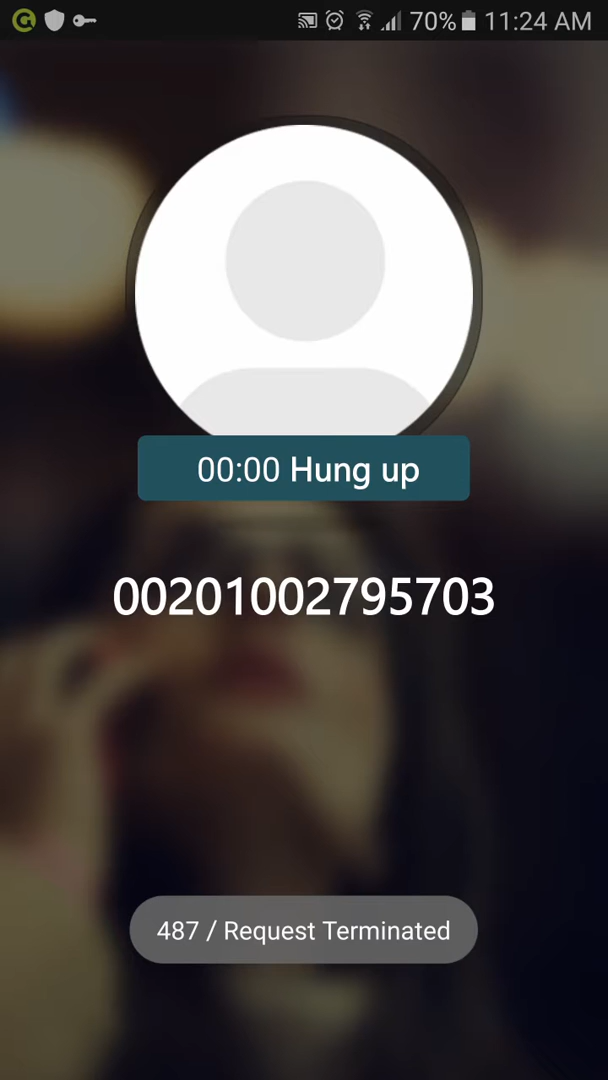 70% 11:24 AM
00:00 Hung up
00201002795703
487 / Request Terminated